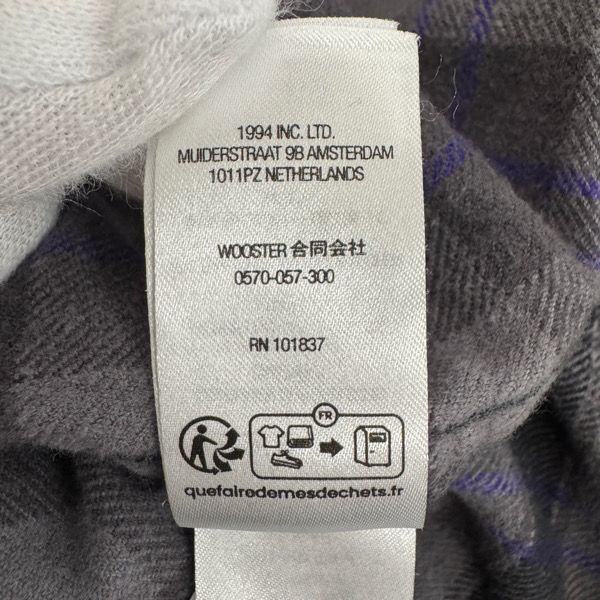 1994 INC. LTD.
MUIDERSTRAAT 9B AMSTERDAM
1011PZ NETHERLANDS
WOOSTER 合同会社
0570-057-300
RN 101837
FR
quefairedemesdechets.fr